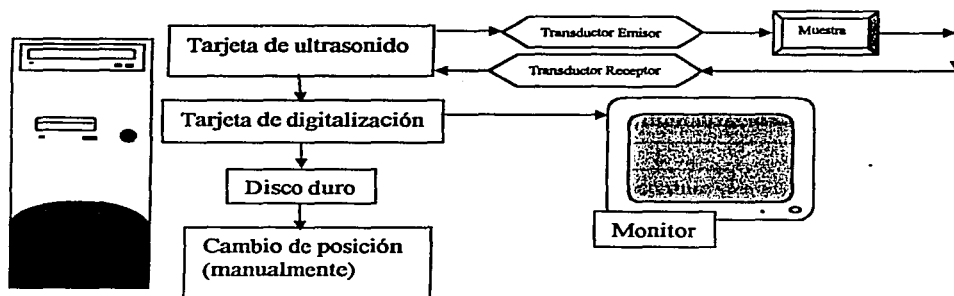 Tarjeta de ultrasonido
Transductor Emisor
Muestra
Transductor Receptor
Tarjeta de digitalización
Disco duro
Monitor
Cambio de posición
(manualmente)